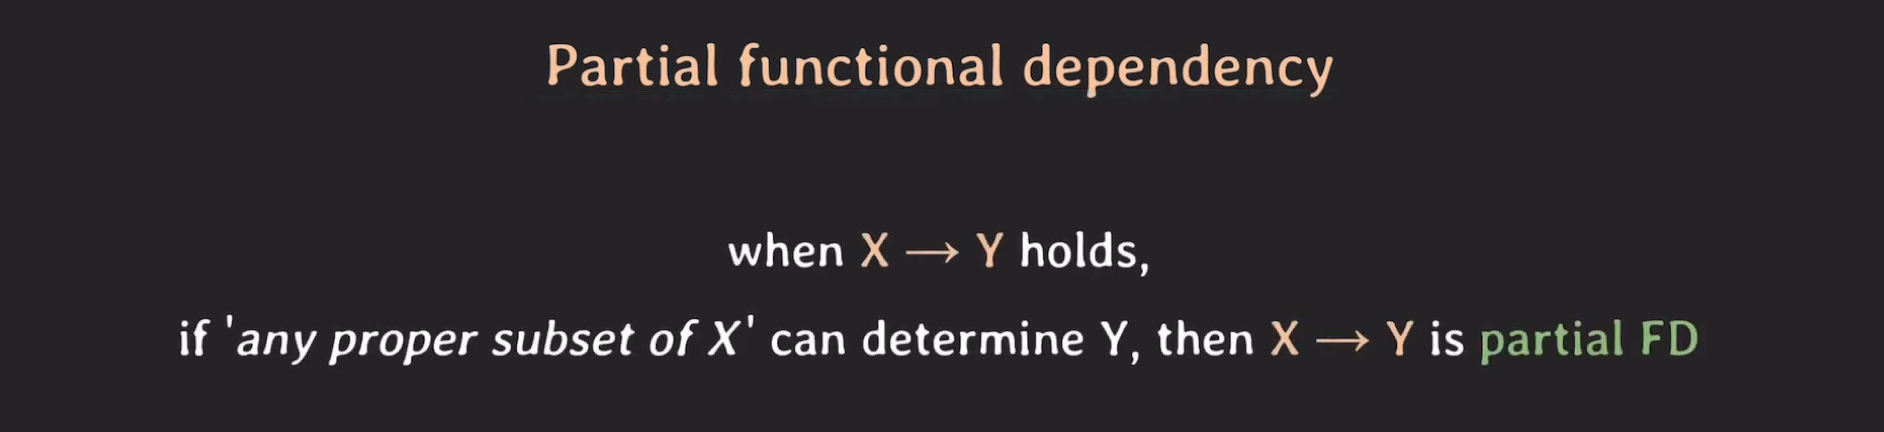 Partial functional dependency
when X → Y holds,
if 'any proper subset of X' can determine Y, then X → Y is partial FD